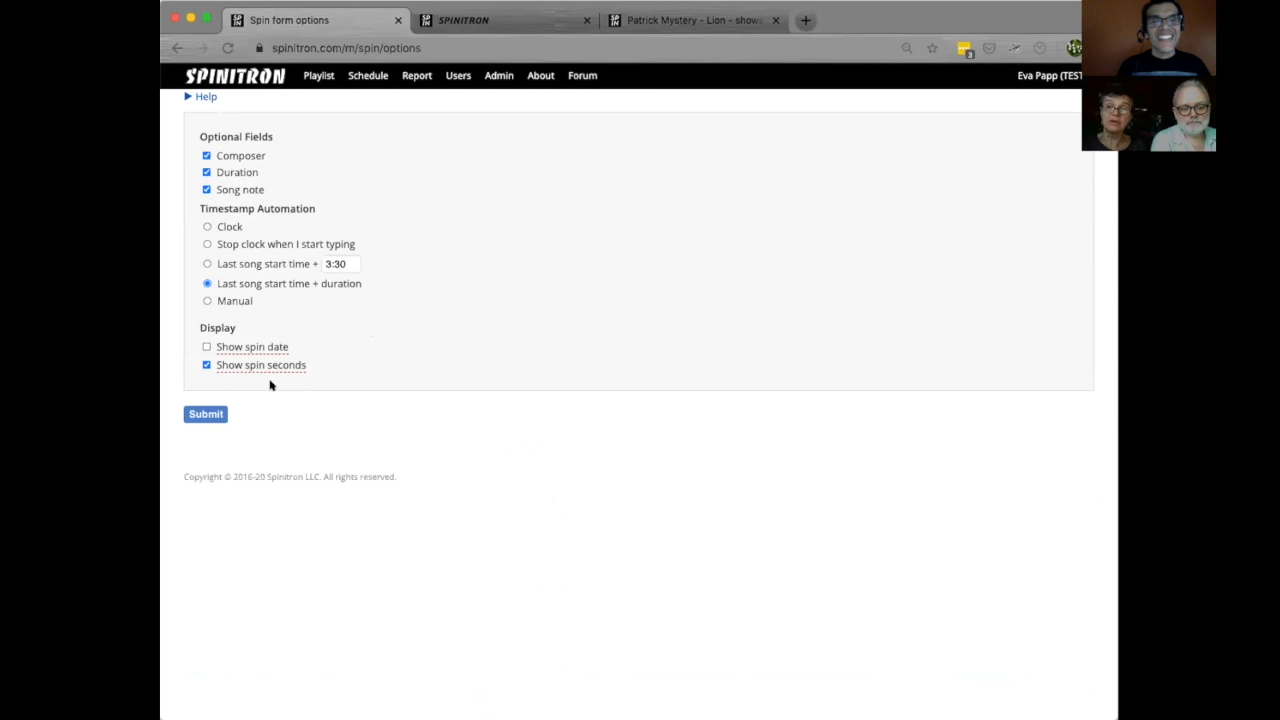 Spin form options
SPINITRON
Patrick Mystery – Lion – shows
spinitron.com/m/spin/options
3
SPINITRON Playlist Schedule Report Users Admin About Forum Eva Papp (TEST
Help
Optional Fields
Composer
Duration
Song note
Timestamp Automation
Clock
Stop clock when I start typing
Last song start time + 3:30
Last song start time + duration
Manual
Display
Show spin date
Show spin seconds
Submit
Copyright © 2016-20 Spinitron LLC. All rights reserved.